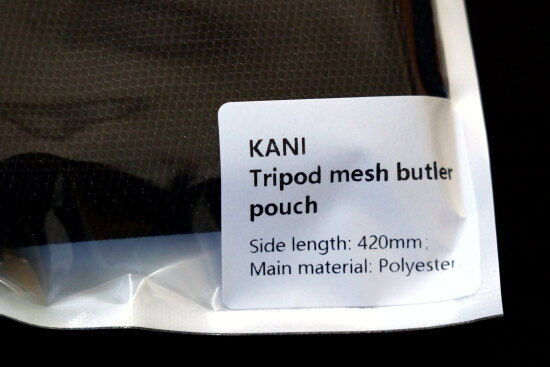 KANI
Tripod mesh butler
pouch
Side length: 420mm;
Main material: Polyester